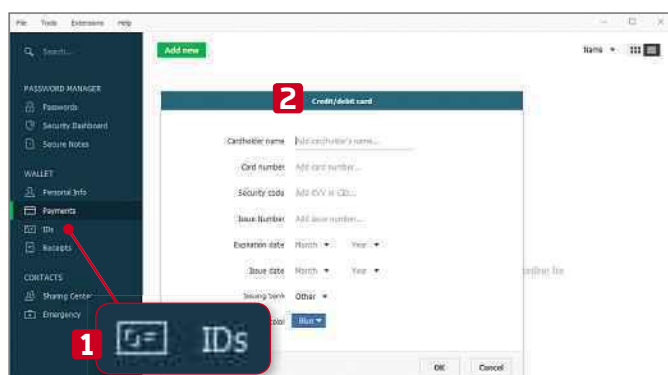 File Tools Extensions Help
Search...
Add new
Name
PASSWORD MANAGER
Passwords
Security Dashboard
Secure Notes
WALLET
Personal Info
Payments
IDs
Receipts
CONTACTS
Sharing Center
Emergency
1
IDs
2
Credit/debit card
Cardholder name Add cardholder's name...
Card number Add card number...
Security code Add CVV or CID...
Issue Number Add issue number...
Expiration date Month Year
Issue date Month Year
Issuing bank Other
color Blue
OK Cancel